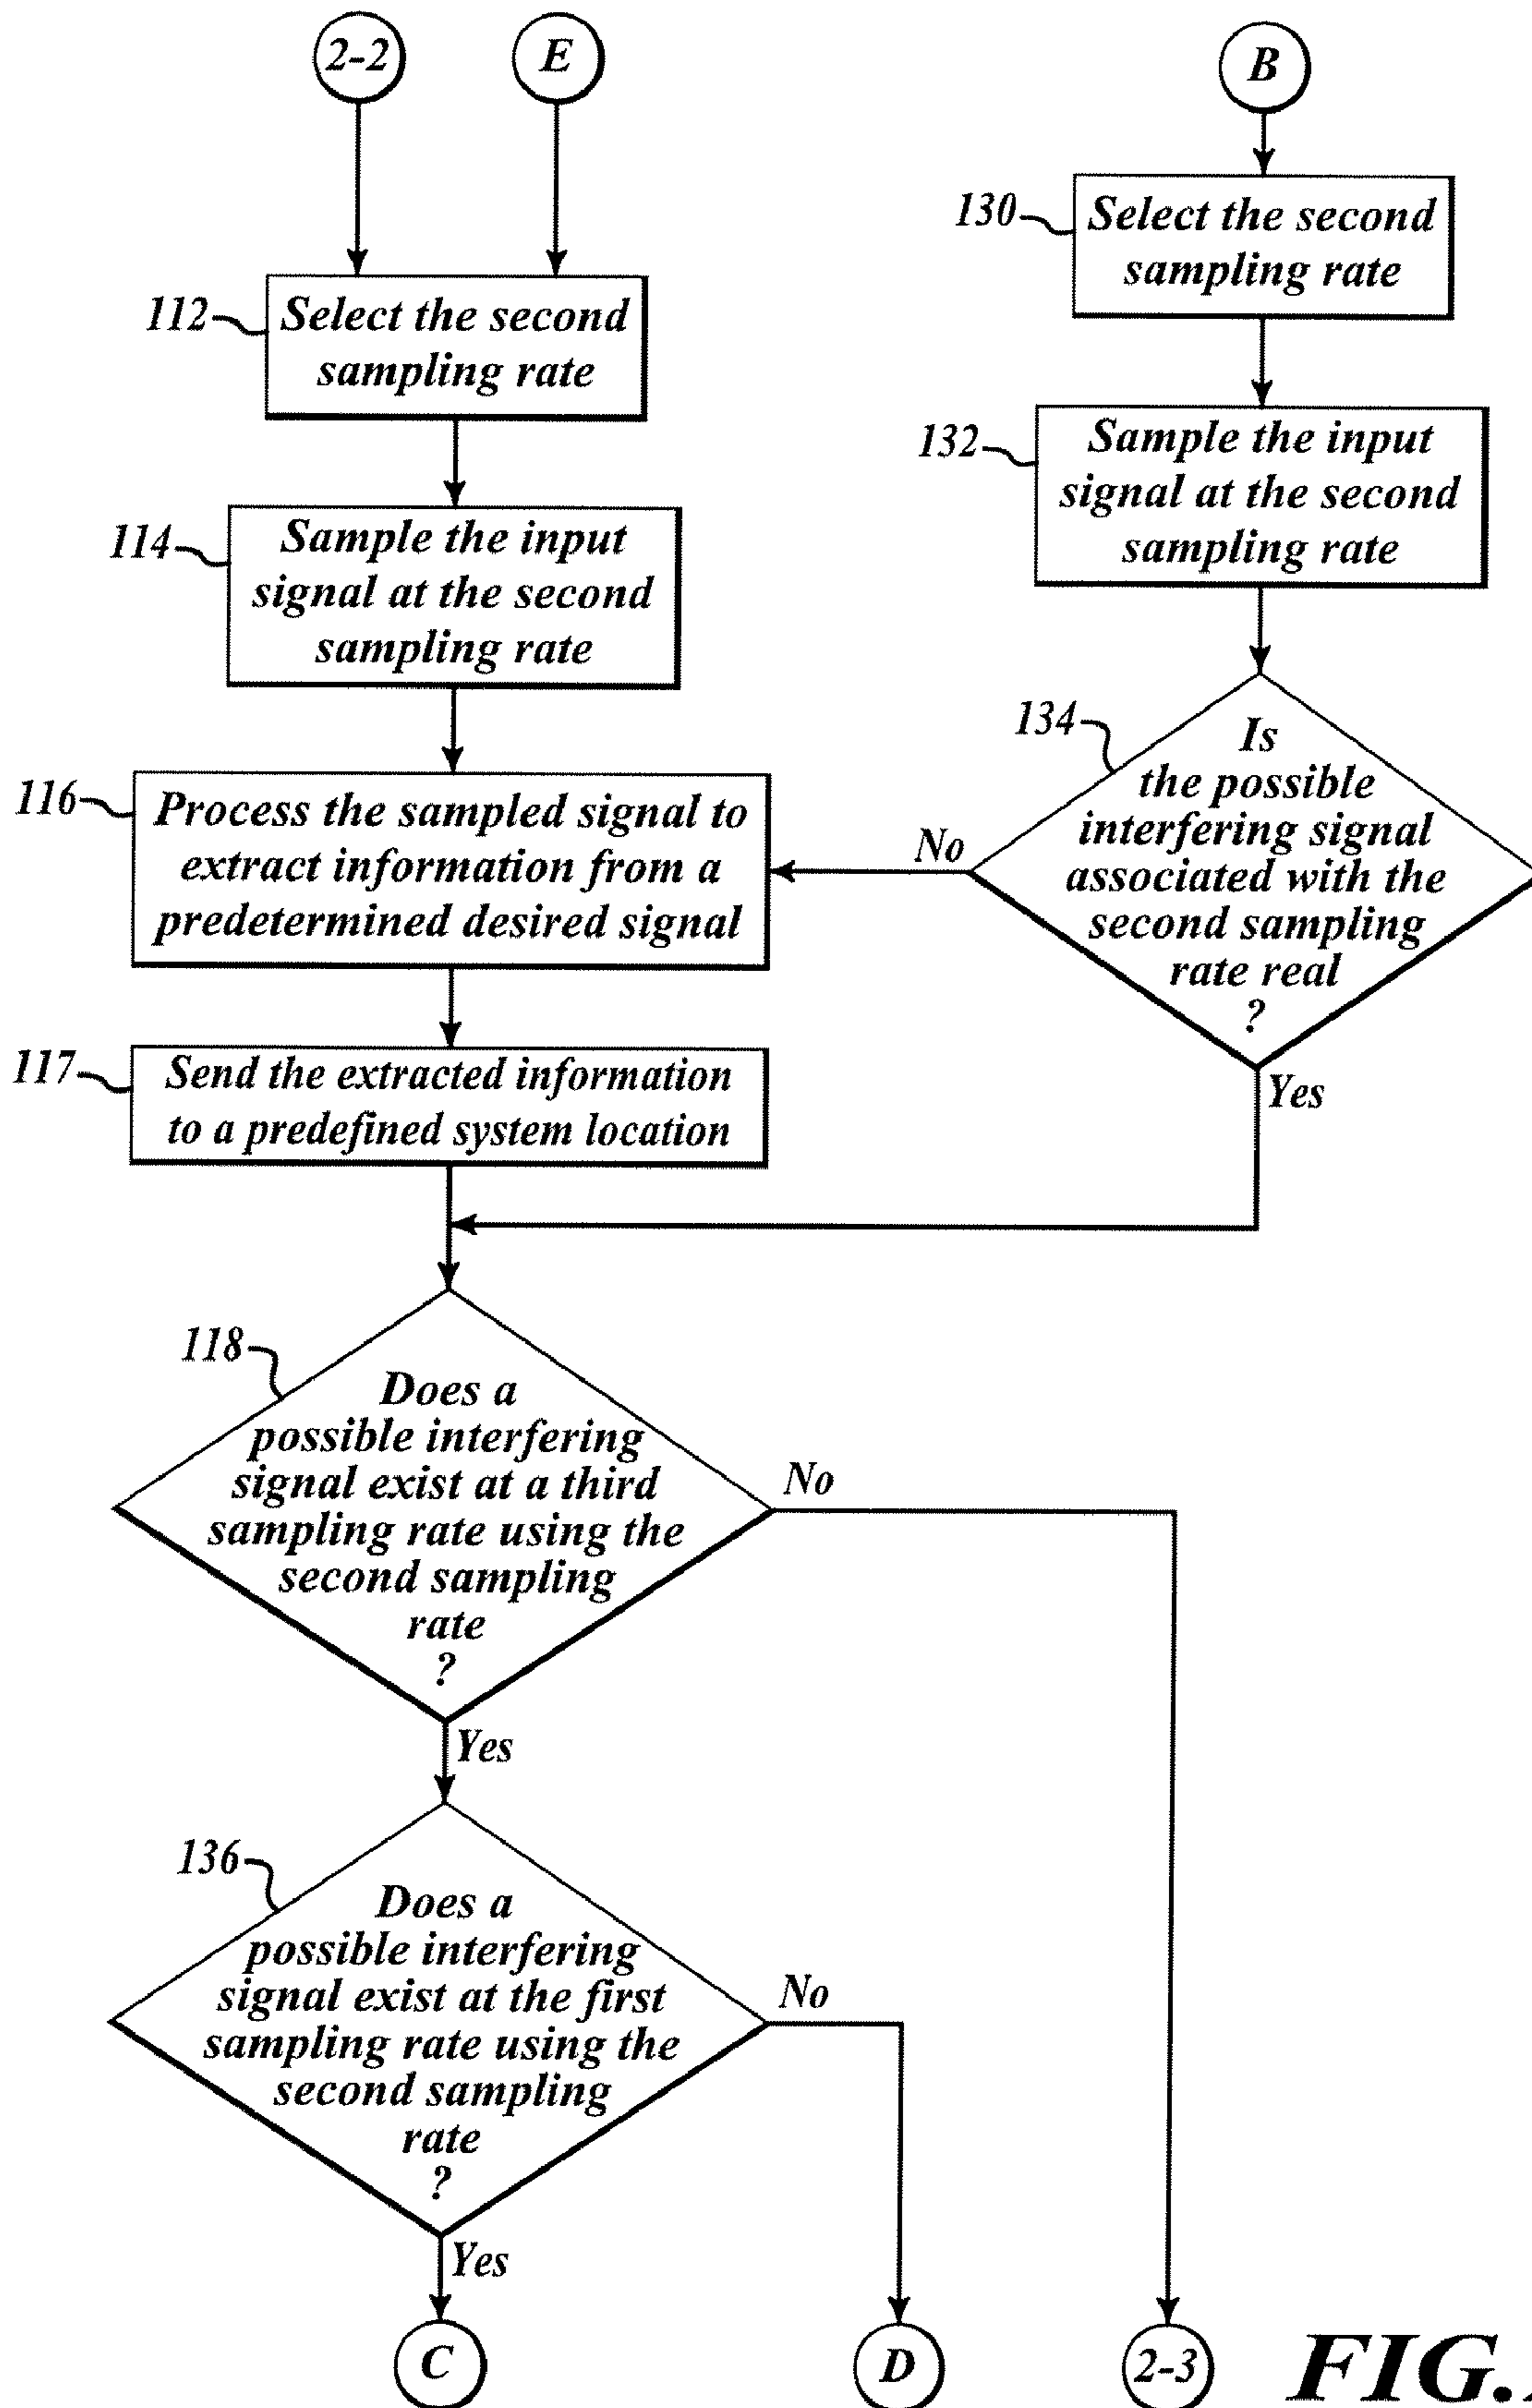 2-2
E
B
130
Select the second
sampling rate
112
Select the second
sampling rate
132
Sample the input
signal at the second
sampling rate
114
Sample the input
signal at the second
sampling rate
134
Is
the possible
interfering signal
associated with the
second sampling
rate real
?
No
Yes
116
Process the sampled signal to
extract information from a
predetermined desired signal
117
Send the extracted information
to a predefined system location
118
Does a
possible interfering
signal exist at a third
sampling rate using the
second sampling
rate
?
No
Yes
136
Does a
possible interfering
signal exist at the first
sampling rate using the
second sampling
rate
?
No
Yes
C
D
2-3
FIG.